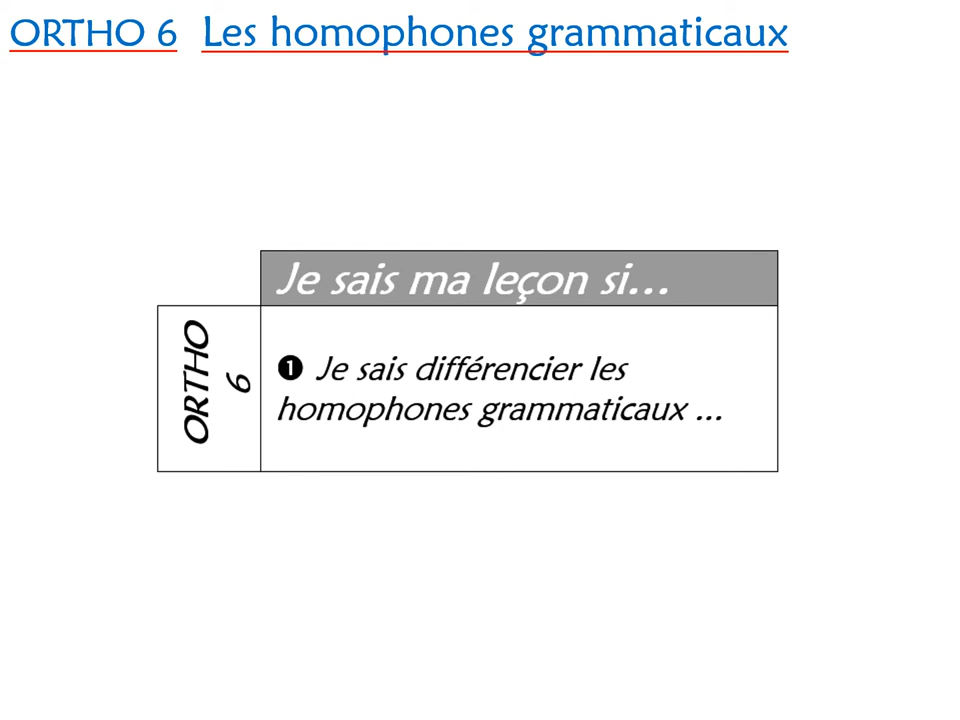 ORTHO 6 Les homophones grammaticaux
Je sais ma leçon si...
ORTHO
6
❶ Je sais différencier les
homophones grammaticaux ...